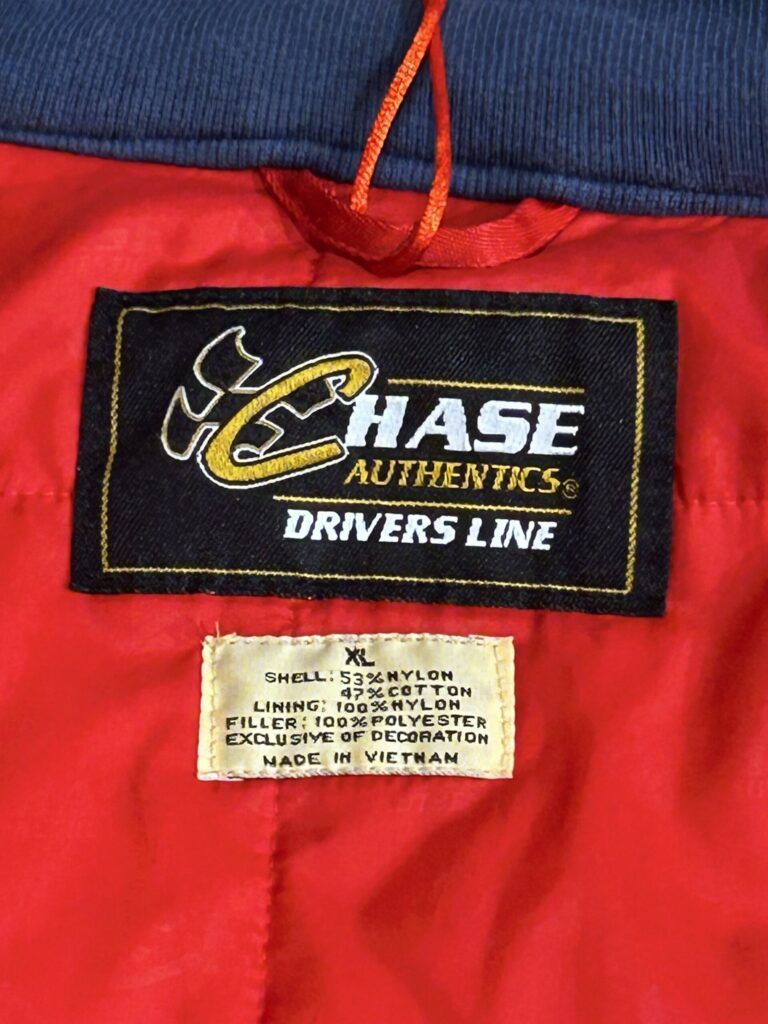 CHASE
AUTHENTICS®
DRIVERS LINE
XL
SHELL: 53% NYLON
47% COTTON
LINING: 100% NYLON
FILLER: 100% POLYESTER
EXCLUSIVE OF DECORATION
MADE IN VIETNAM